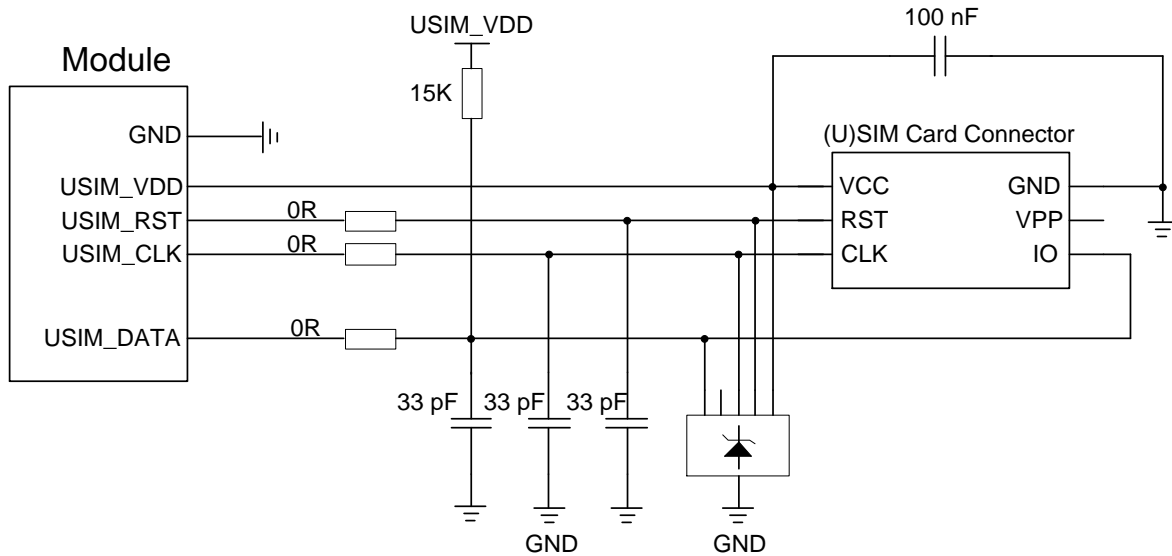 USIM_VDD
100 nF
Module
15K
GND
(U)SIM Card Connector
USIM_VDD
VCC
GND
USIM_RST
0R
RST
VPP
USIM_CLK
0R
CLK
IO
USIM_DATA
0R
33 pF
33 pF
33 pF
GND
GND